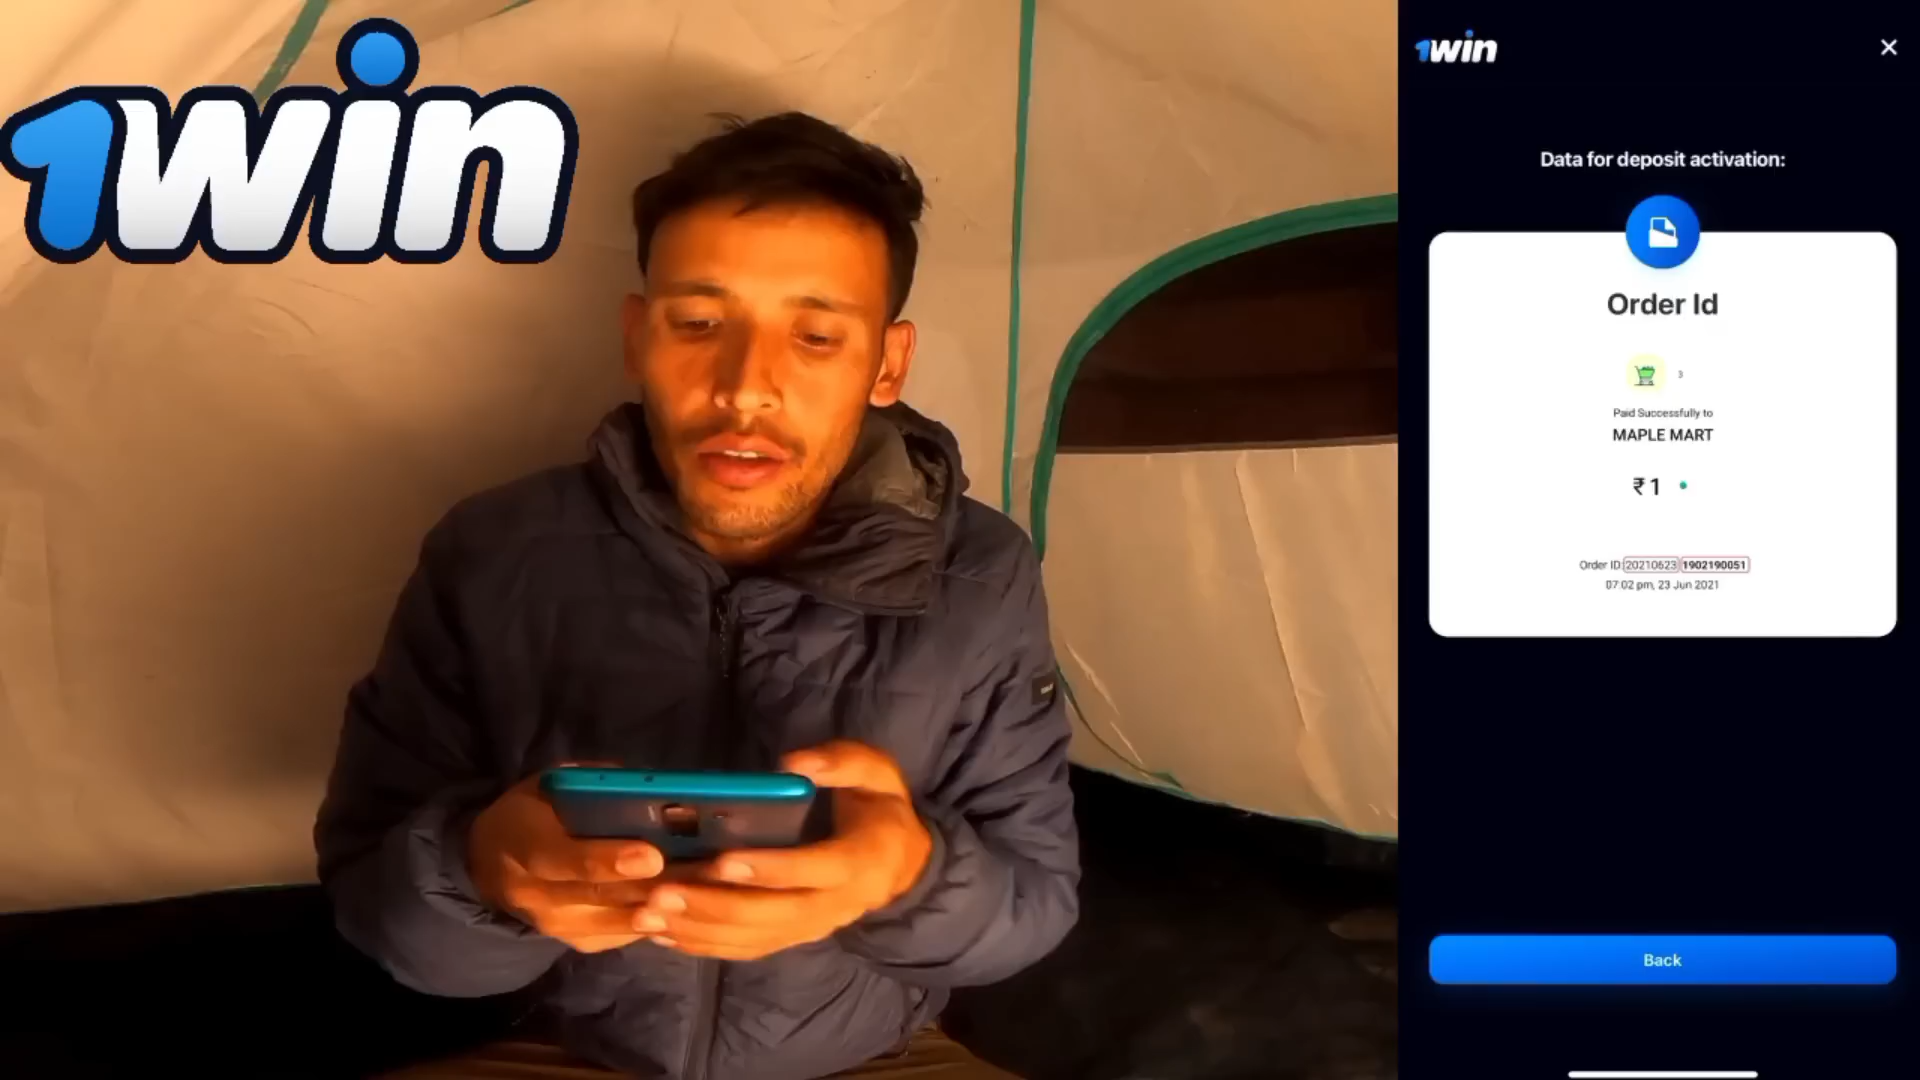 1win
1win
Data for deposit activation:
Order Id
3
Paid Successfully to
MAPLE MART
₹1
Order ID: 20210623 1902190051
07:02 pm, 23 Jun 2021
Back